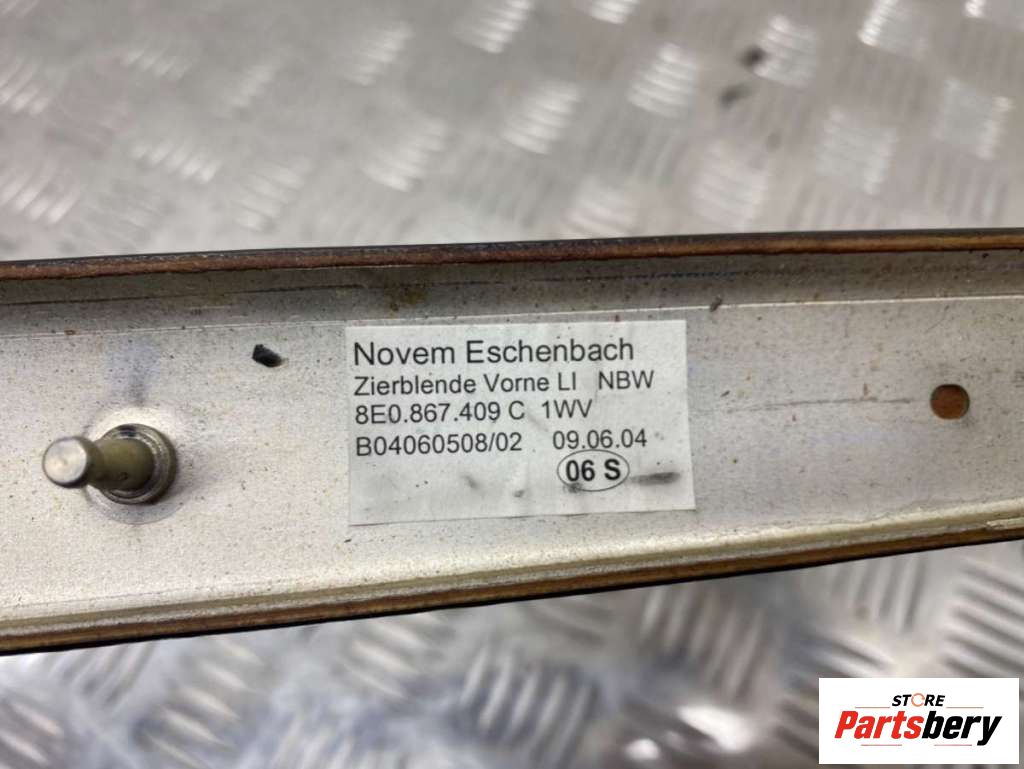 Novem Eschenbach
Zierblende Vorne LI NBW
8E0.867.409 C 1WV
B04060508/02 09.06.04
06 S
STORE
Partsbery